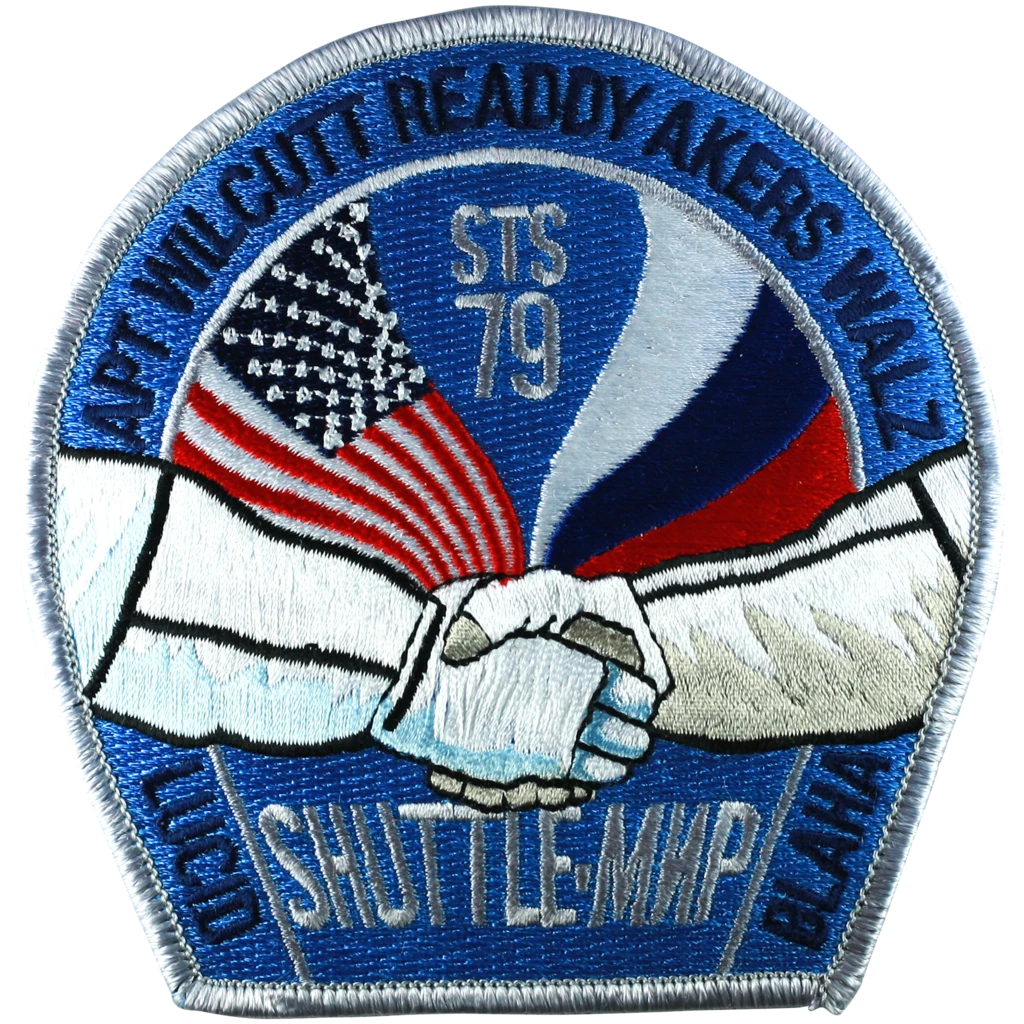 APT WILCUTT READDY AKERS WALZ
STS
79
LUCID
SHUTTLE-МИР
BLAHA